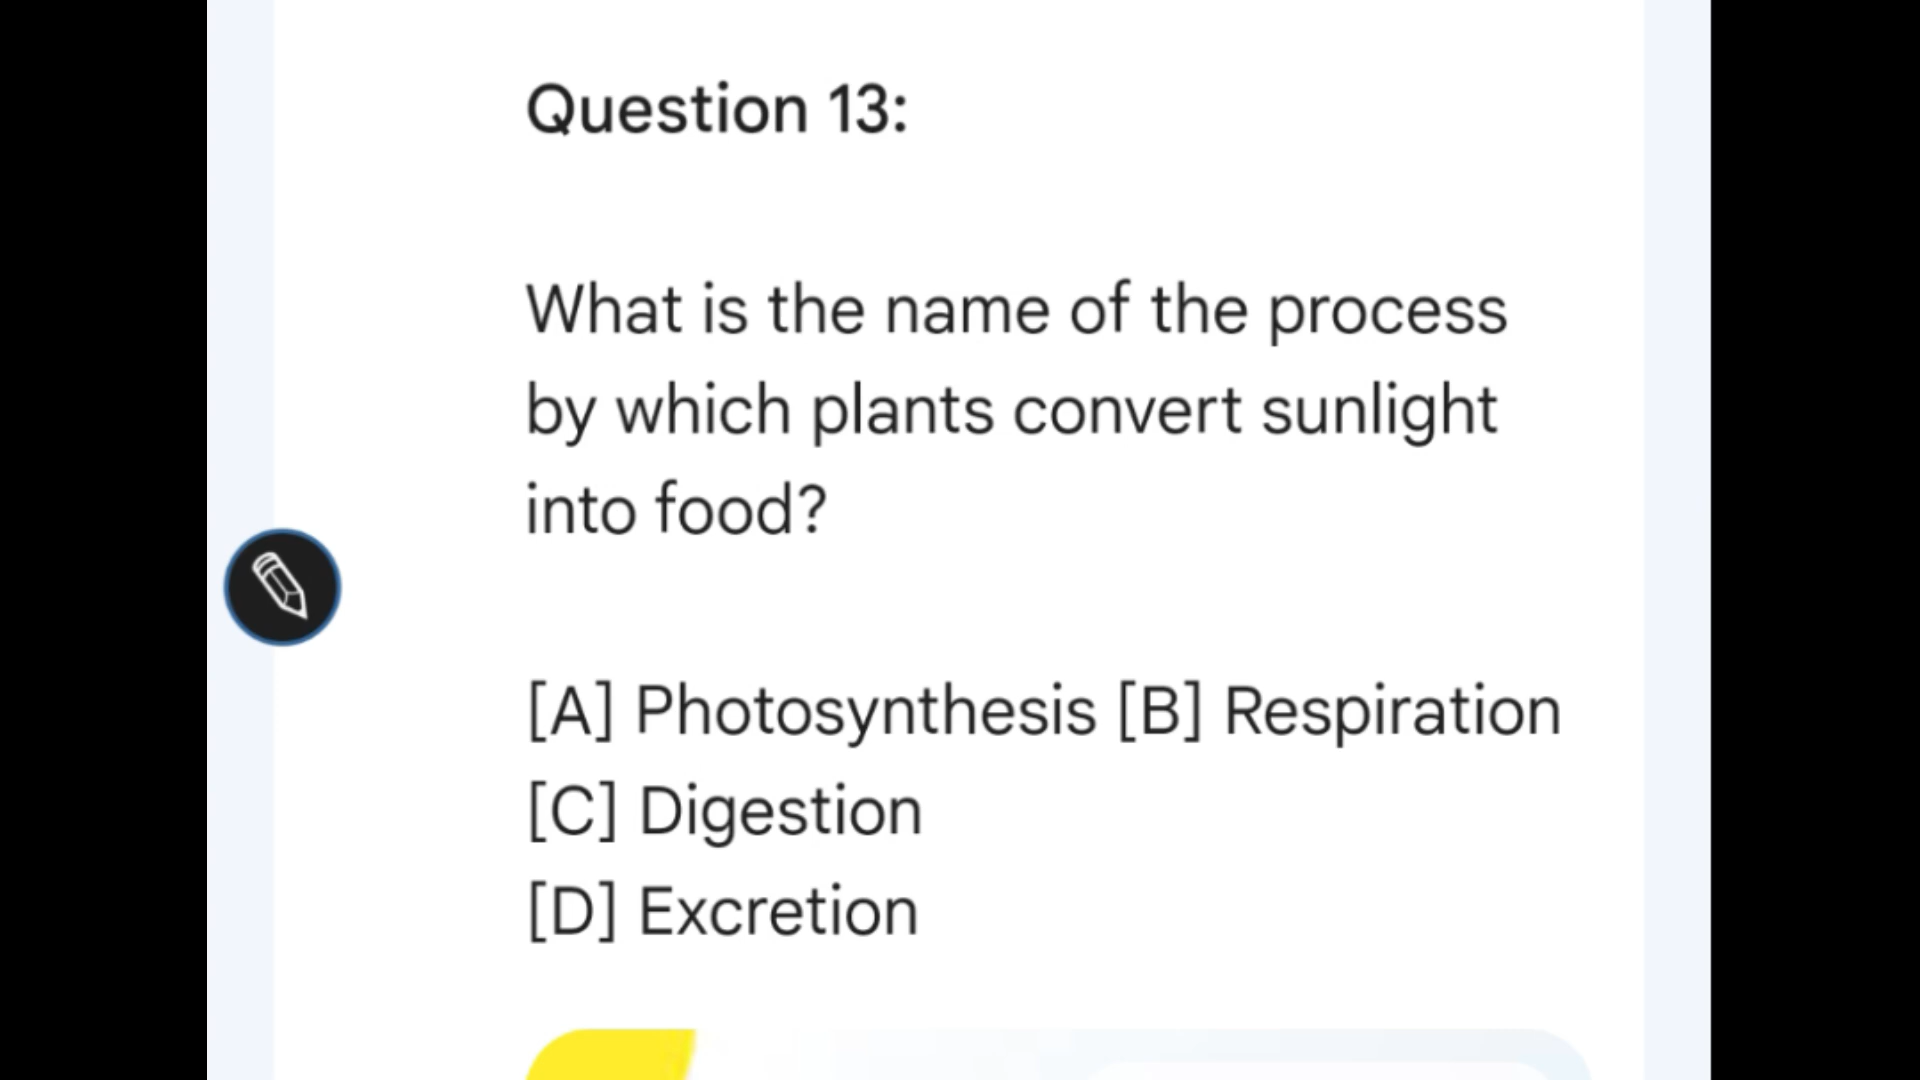 Question 13:
What is the name of the process
by which plants convert sunlight
into food?
[A] Photosynthesis [B] Respiration
[C] Digestion
[D] Excretion